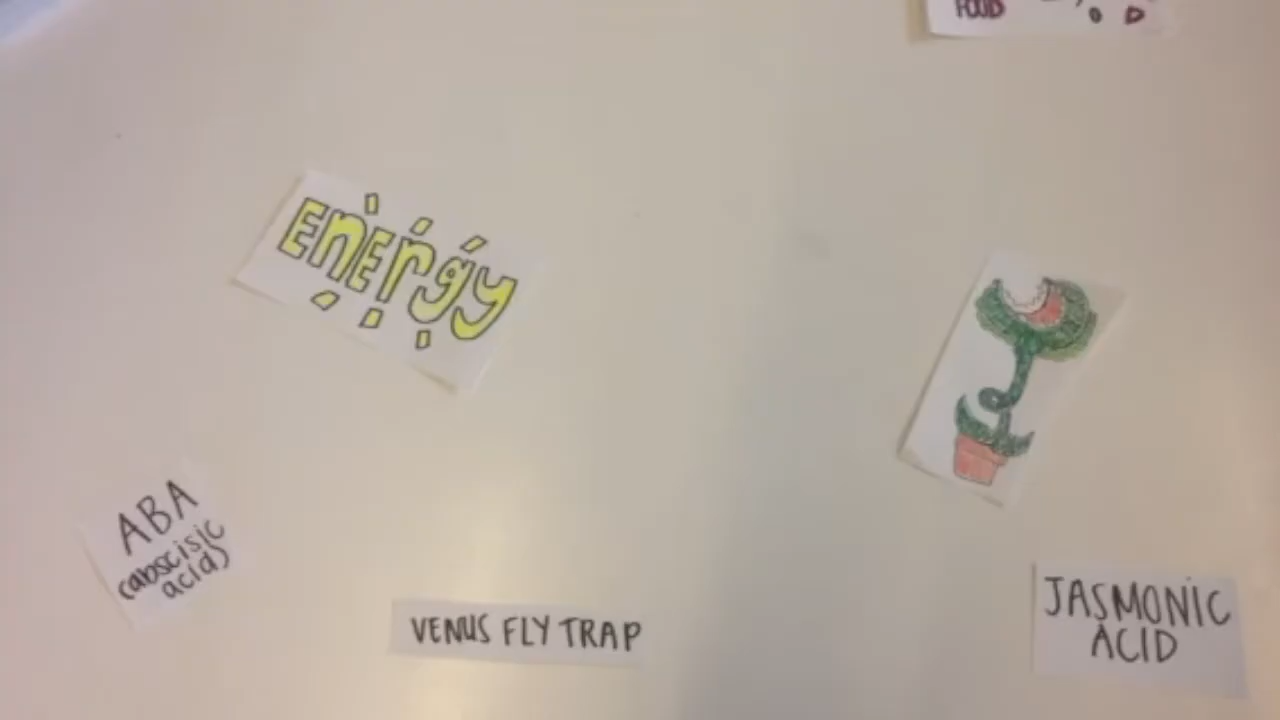 FOOD
EnErgy
ABA
(abscisic
acid)
VENUS FLY TRAP
JASMONIC
ACID